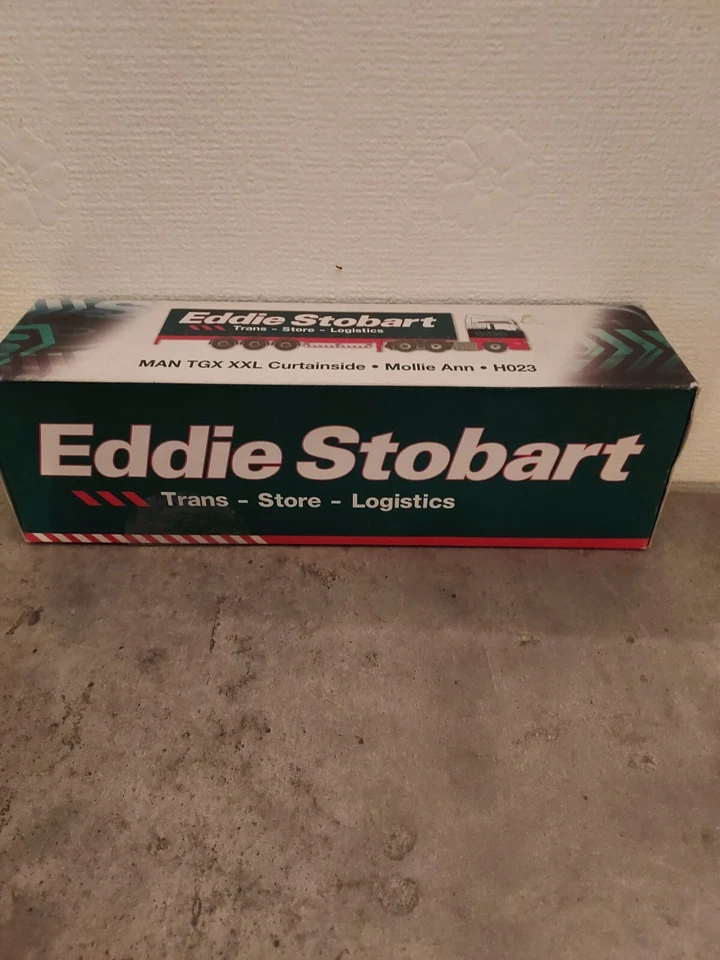 Eddie Stobart
Trans - Store - Logistics
MAN TGX XXL Curtainside • Mollie Ann • H023
Eddie Stobart
Trans - Store - Logistics